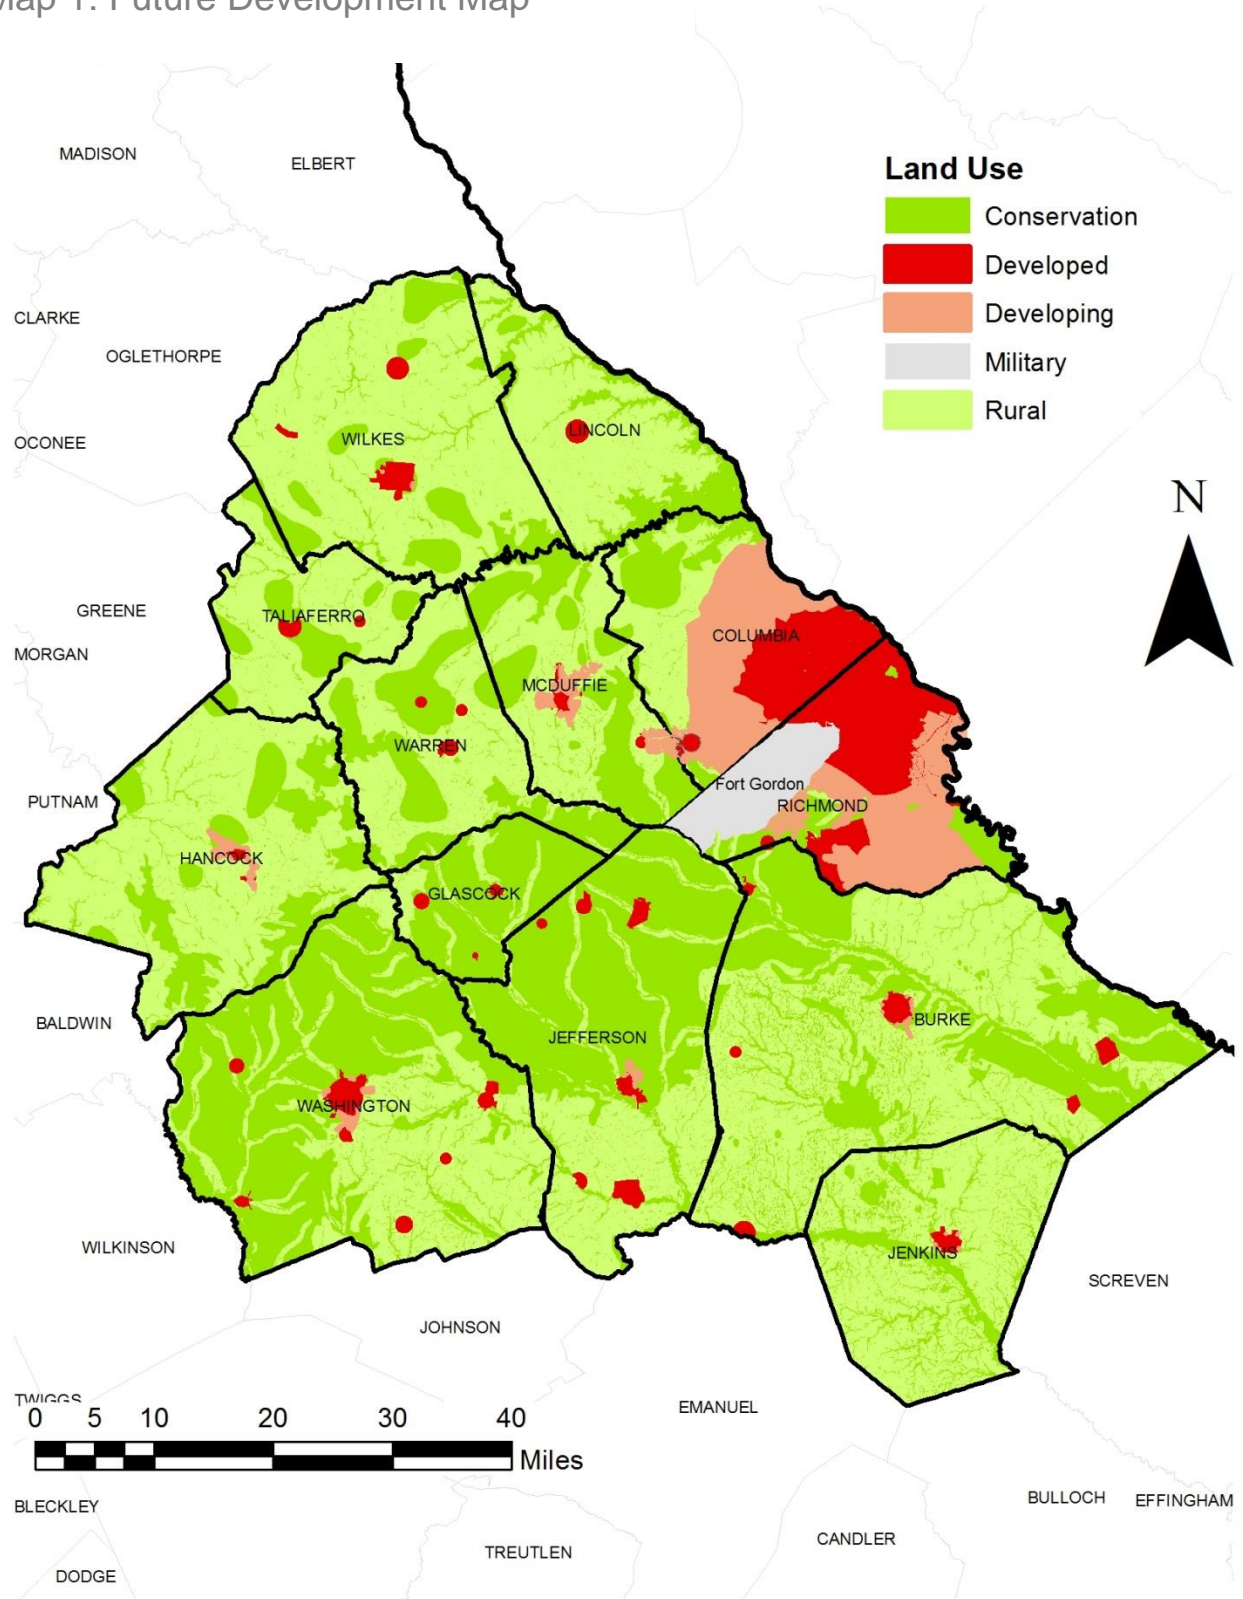 Map 1: Future Development Map
MADISON
ELBERT
Land Use
Conservation
Developed
Developing
Military
Rural
CLARKE
OGLETHORPE
OCONEE
WILKES
LINCOLN
N
GREENE
TALIAFERRO
MORGAN
COLUMBIA
MCDUFFIE
WARREN
Fort Gordon
PUTNAM
RICHMOND
HANCOCK
GLASCOCK
BALDWIN
BURKE
JEFFERSON
WASHINGTON
WILKINSON
JENKINS
SCREVEN
JOHNSON
TWIGGS
EMANUEL
0 5 10 20 30 40
Miles
BLECKLEY
BULLOCH
EFFINGHAM
CANDLER
TREUTLEN
DODGE